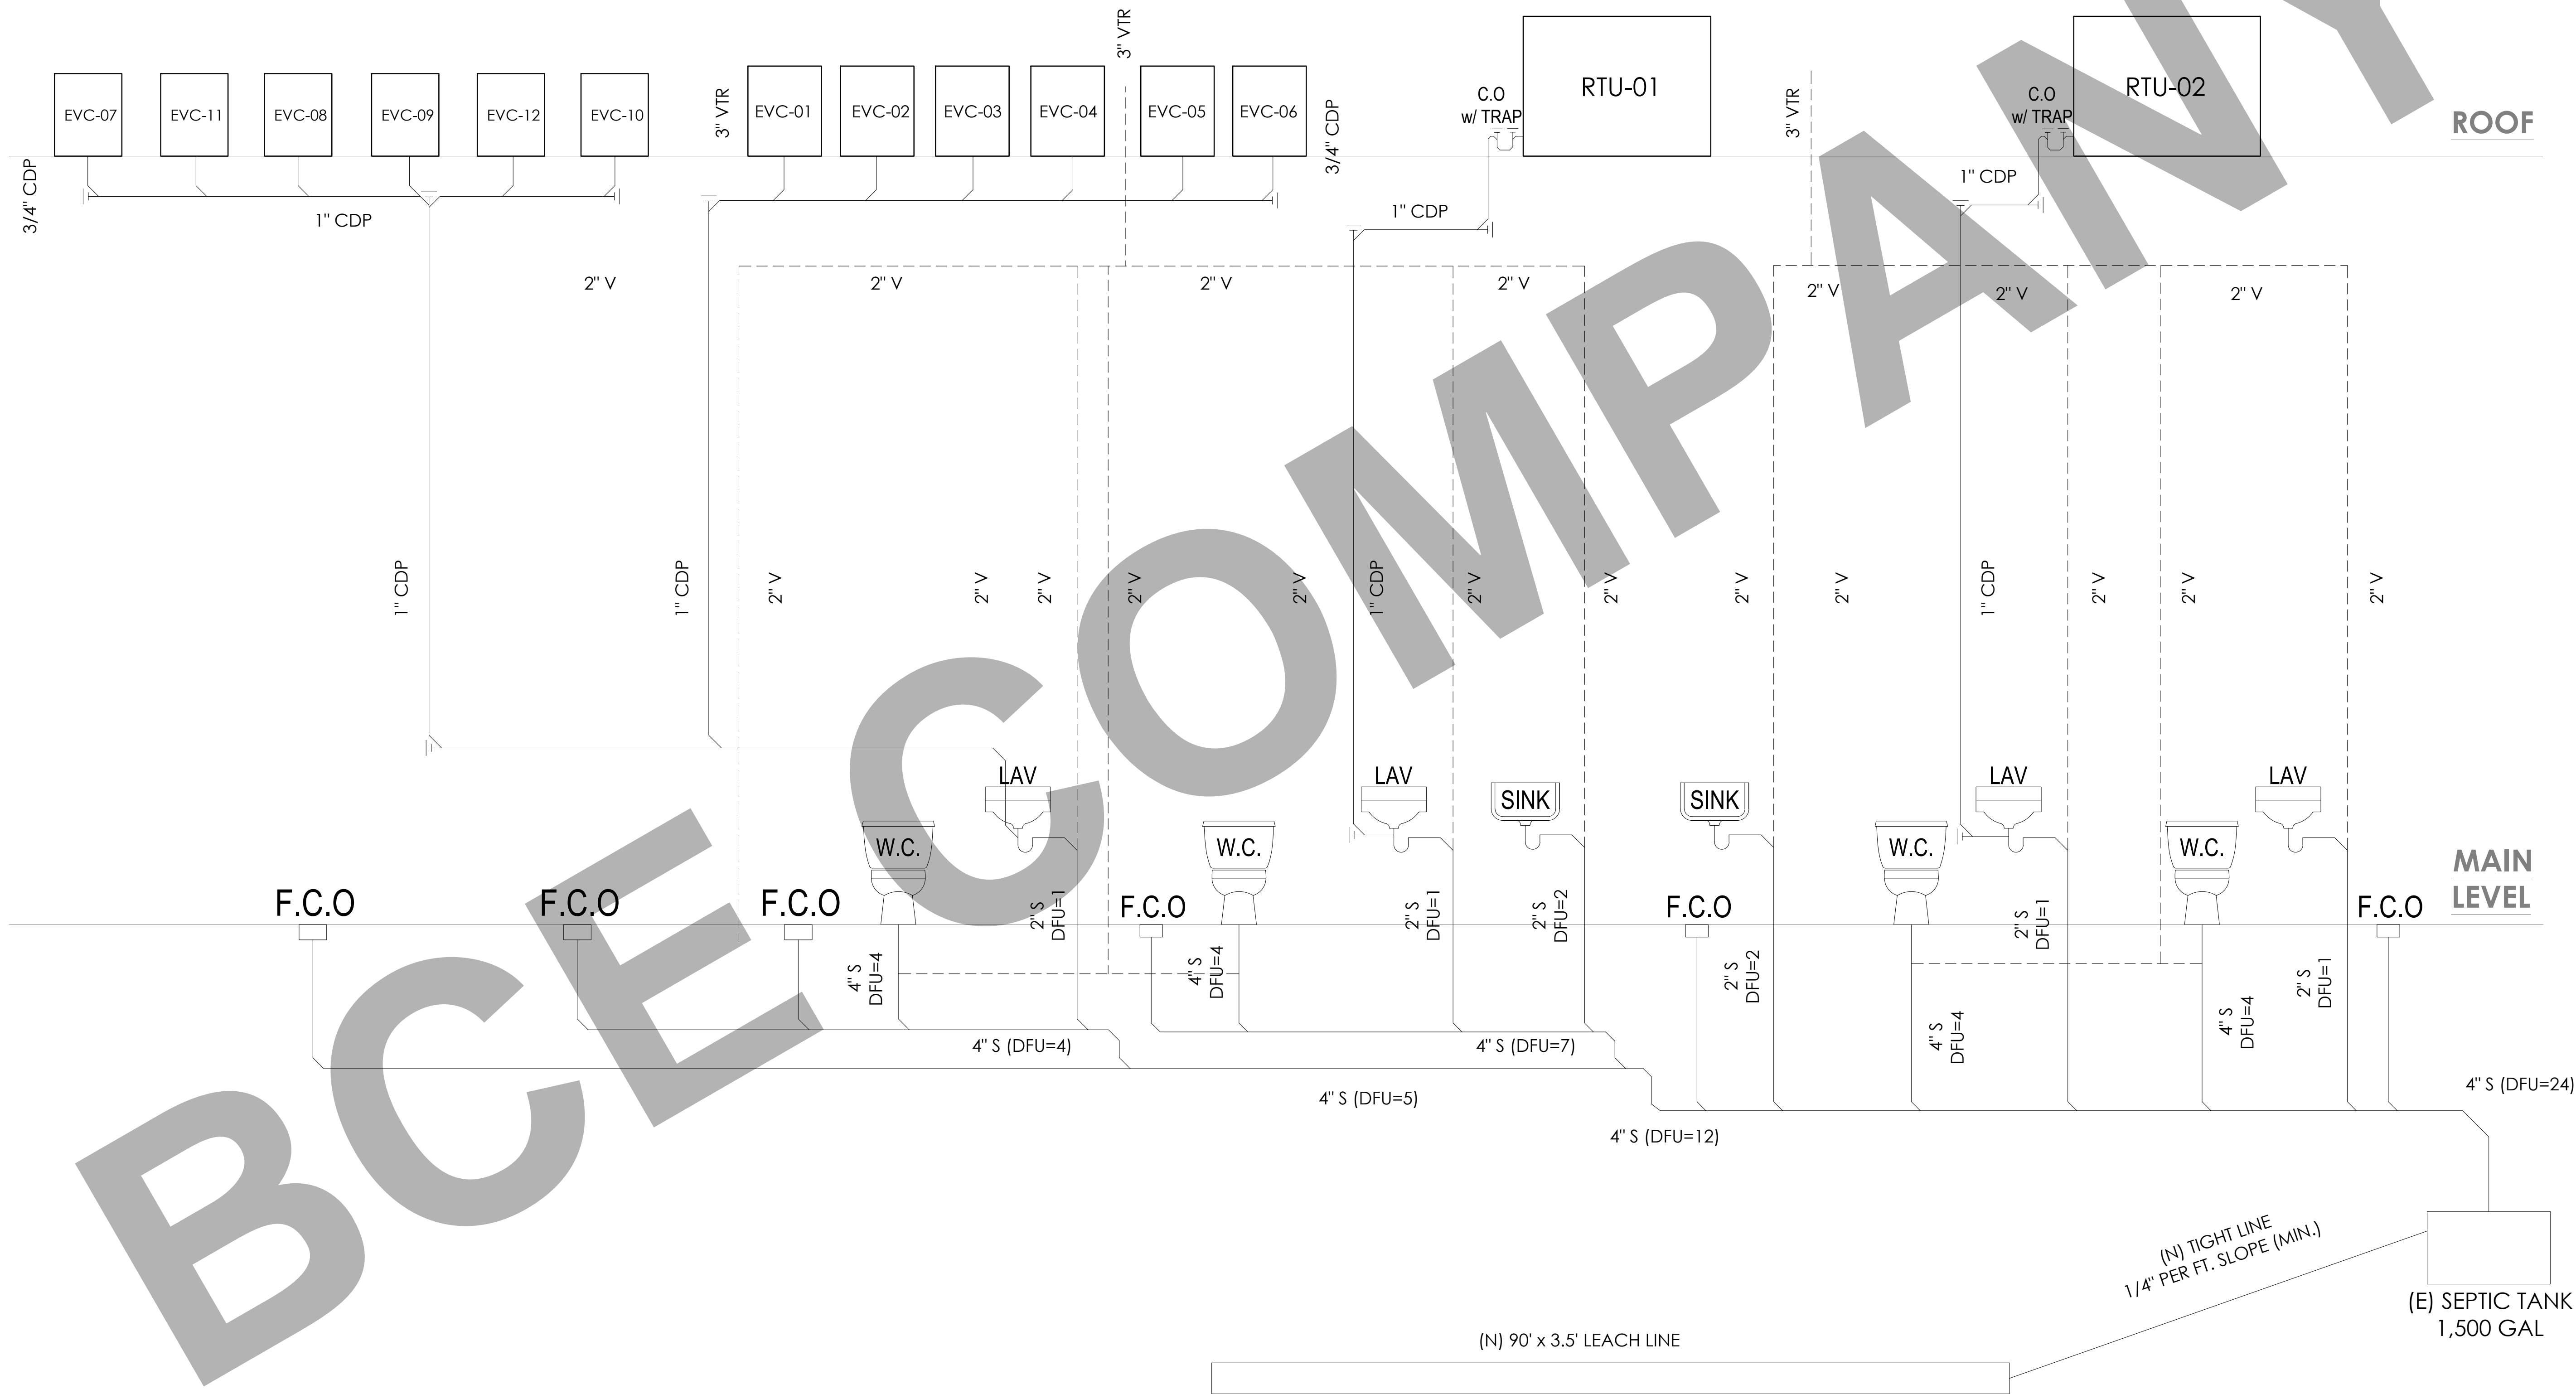 3" VTR
EVC-07
EVC-11
EVC-08
EVC-09
EVC-12
EVC-10
3" VTR
EVC-01
EVC-02
EVC-03
EVC-04
EVC-05
EVC-06
3/4" CDP
C.O
w/ TRAP
RTU-01
3" VTR
C.O
w/ TRAP
RTU-02
ROOF
3/4" CDP
1" CDP
1" CDP
1" CDP
2" V
2" V
2" V
2" V
2" V
2" V
2" V
1" CDP
1" CDP
2" V
2" V
2" V
2" V
2" V
1" CDP
2" V
2" V
2" V
2" V
1" CDP
2" V
2" V
2" V
LAV
LAV
SINK
SINK
LAV
LAV
W.C.
W.C.
W.C.
W.C.
MAIN
LEVEL
F.C.O
F.C.O
F.C.O
F.C.O
F.C.O
F.C.O
2" S
DFU=1
2" S
DFU=1
2" S
DFU=2
2" S
DFU=1
4" S
DFU=4
4" S
DFU=4
2" S
DFU=2
2" S
DFU=1
4" S
DFU=4
4" S
DFU=4
4" S (DFU=4)
4" S (DFU=7)
4" S (DFU=24)
4" S (DFU=5)
4" S (DFU=12)
(N) TIGHT LINE
1/4" PER FT. SLOPE (MIN.)
(E) SEPTIC TANK
1,500 GAL
(N) 90' x 3.5' LEACH LINE
BCE COMPANY